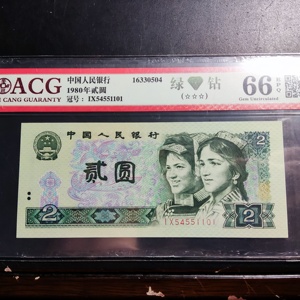 ACG
CANG GUARANTY
中国人民银行
1980年贰圆
冠号：IX54551101
16330504
绿 钻
(☆☆☆)
66
Gem Uncirculated
中国人民银行
贰圆
2
2
2
IX54551101